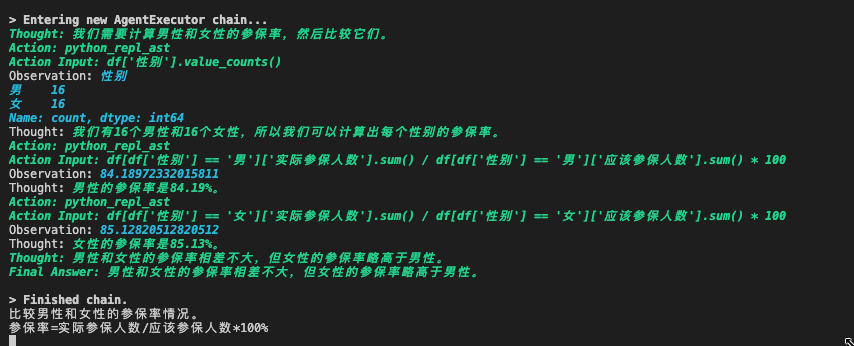 > Entering new AgentExecutor chain...
Thought: 我们需要计算男性和女性的参保率，然后比较它们。
Action: python_repl_ast
Action Input: df['性别'].value_counts()
Observation: 性别
男    16
女    16
Name: count, dtype: int64
Thought: 我们有16个男性和16个女性，所以我们可以计算出每个性别的参保率。
Action: python_repl_ast
Action Input: df[df['性别'] == '男']['实际参保人数'].sum() / df[df['性别'] == '男']['应该参保人数'].sum() * 100
Observation: 84.18972332015811
Thought: 男性的参保率是84.19%。
Action: python_repl_ast
Action Input: df[df['性别'] == '女']['实际参保人数'].sum() / df[df['性别'] == '女']['应该参保人数'].sum() * 100
Observation: 85.12820512820512
Thought: 女性的参保率是85.13%。
Thought: 男性和女性的参保率相差不大，但女性的参保率略高于男性。
Final Answer: 男性和女性的参保率相差不大，但女性的参保率略高于男性。
> Finished chain.
比较男性和女性的参保率情况。
参保率=实际参保人数/应该参保人数*100%